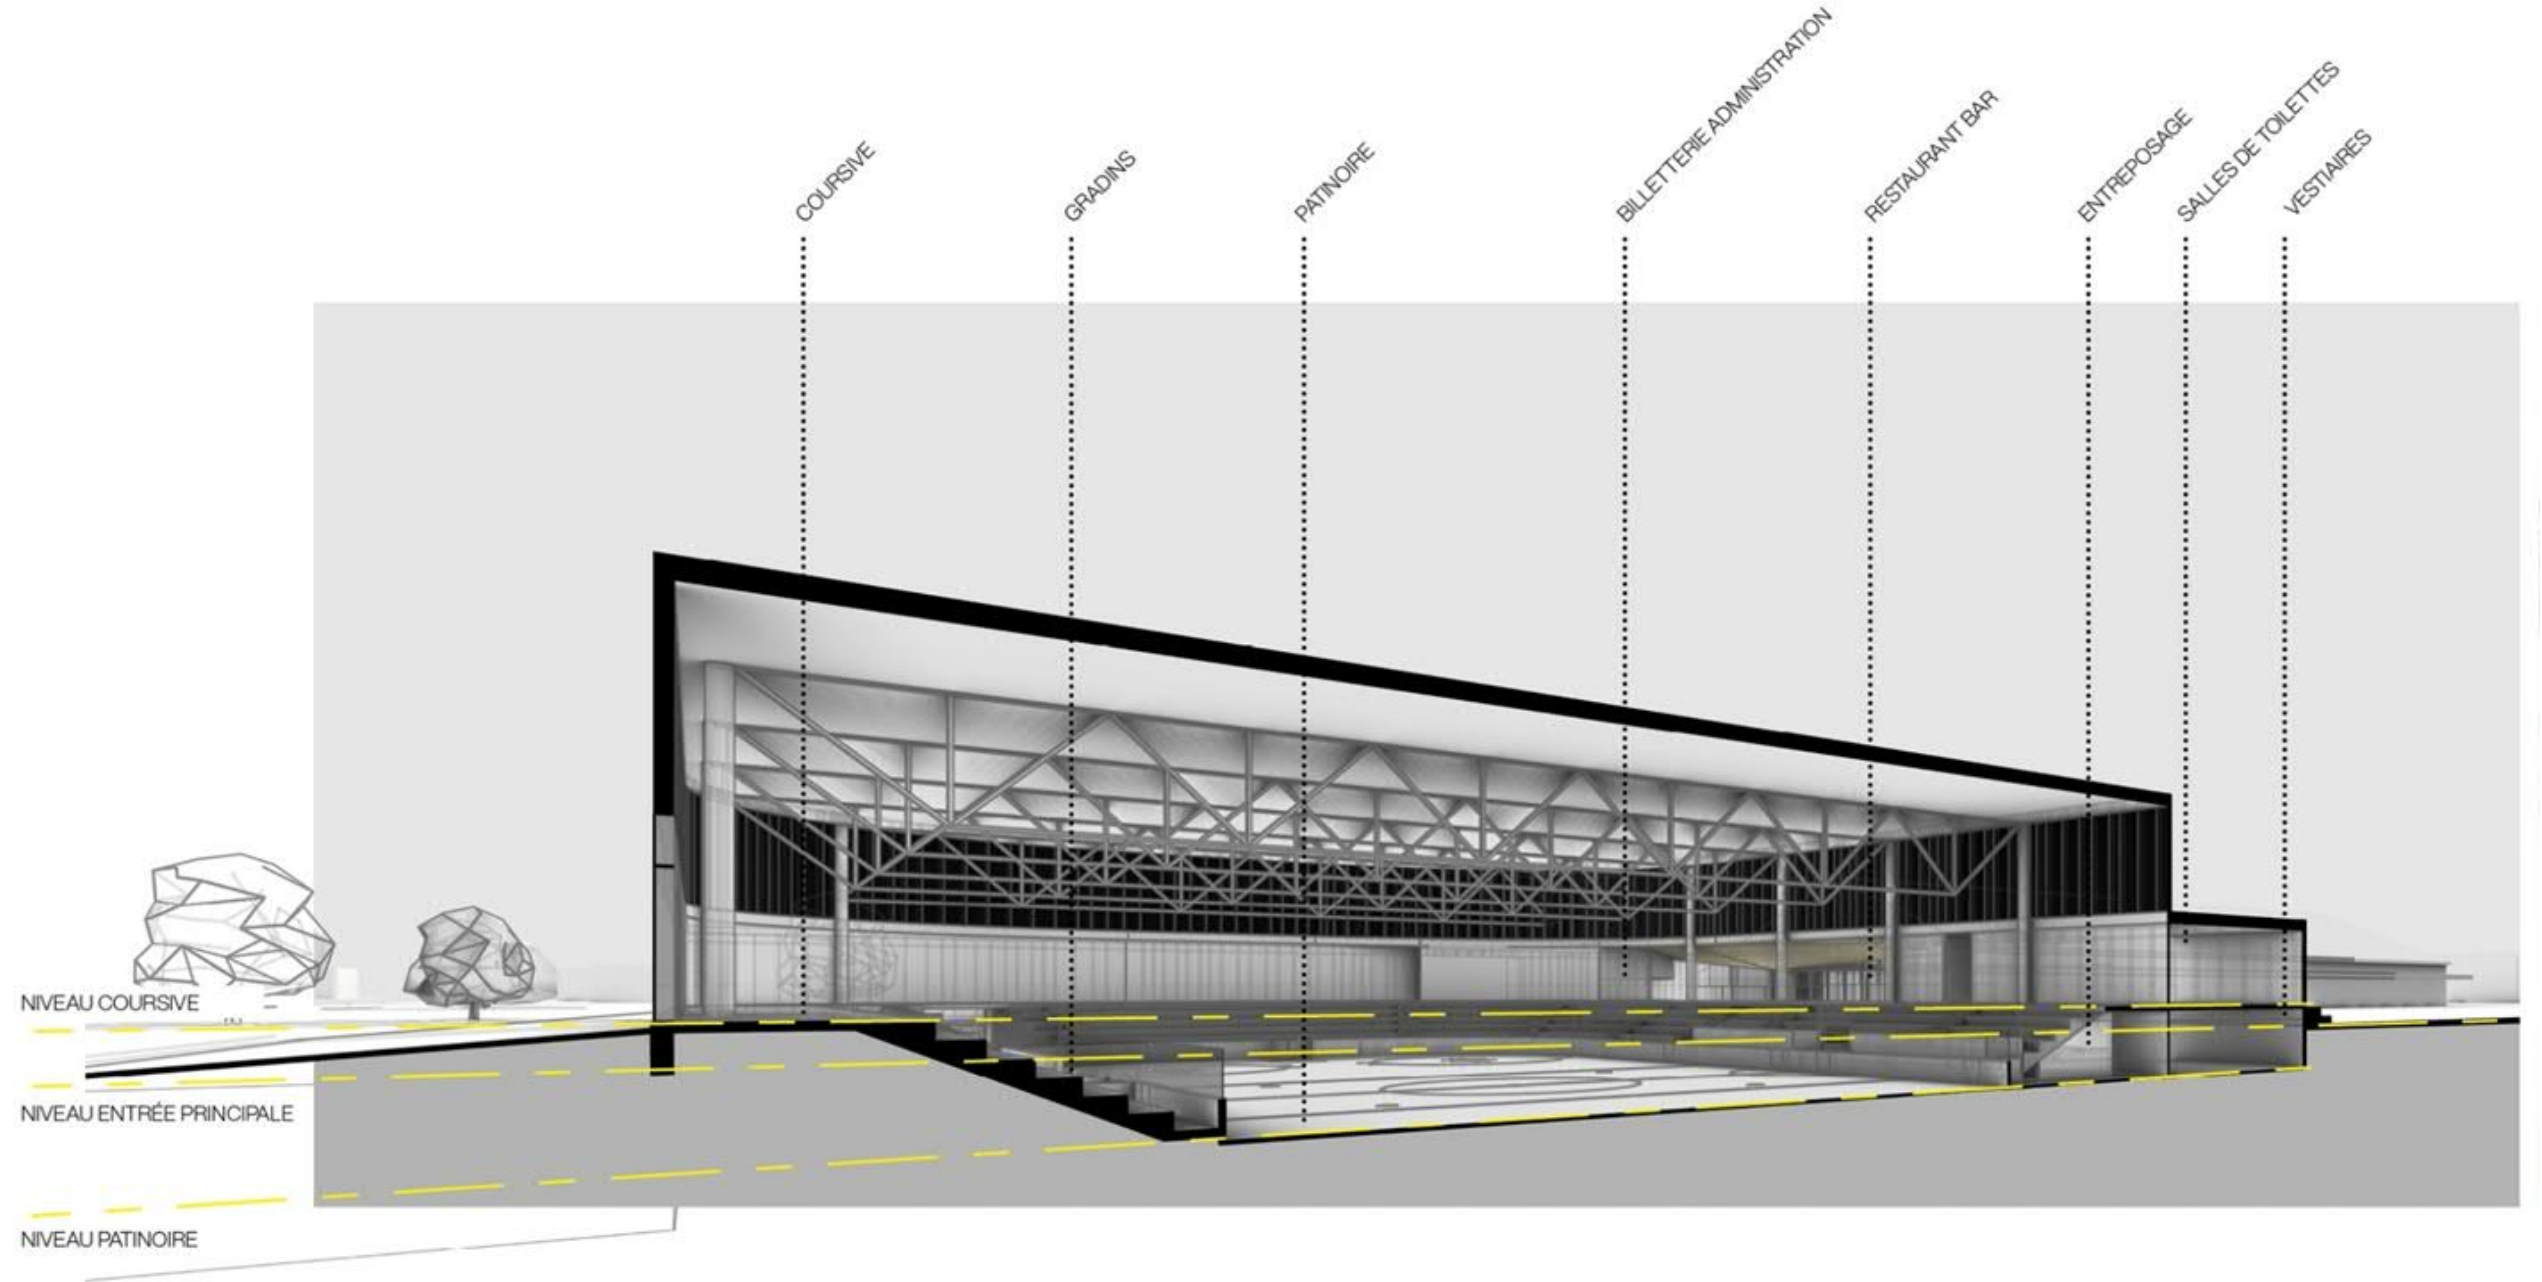 COURSIVE
GRADINS
PATINOIRE
BILLETTERIE ADMINISTRATION
RESTAURANT BAR
ENTREPOSAGE
SALLES DE TOILETTES
VESTIAIRES
NIVEAU COURSIVE
NIVEAU ENTRÉE PRINCIPALE
NIVEAU PATINOIRE